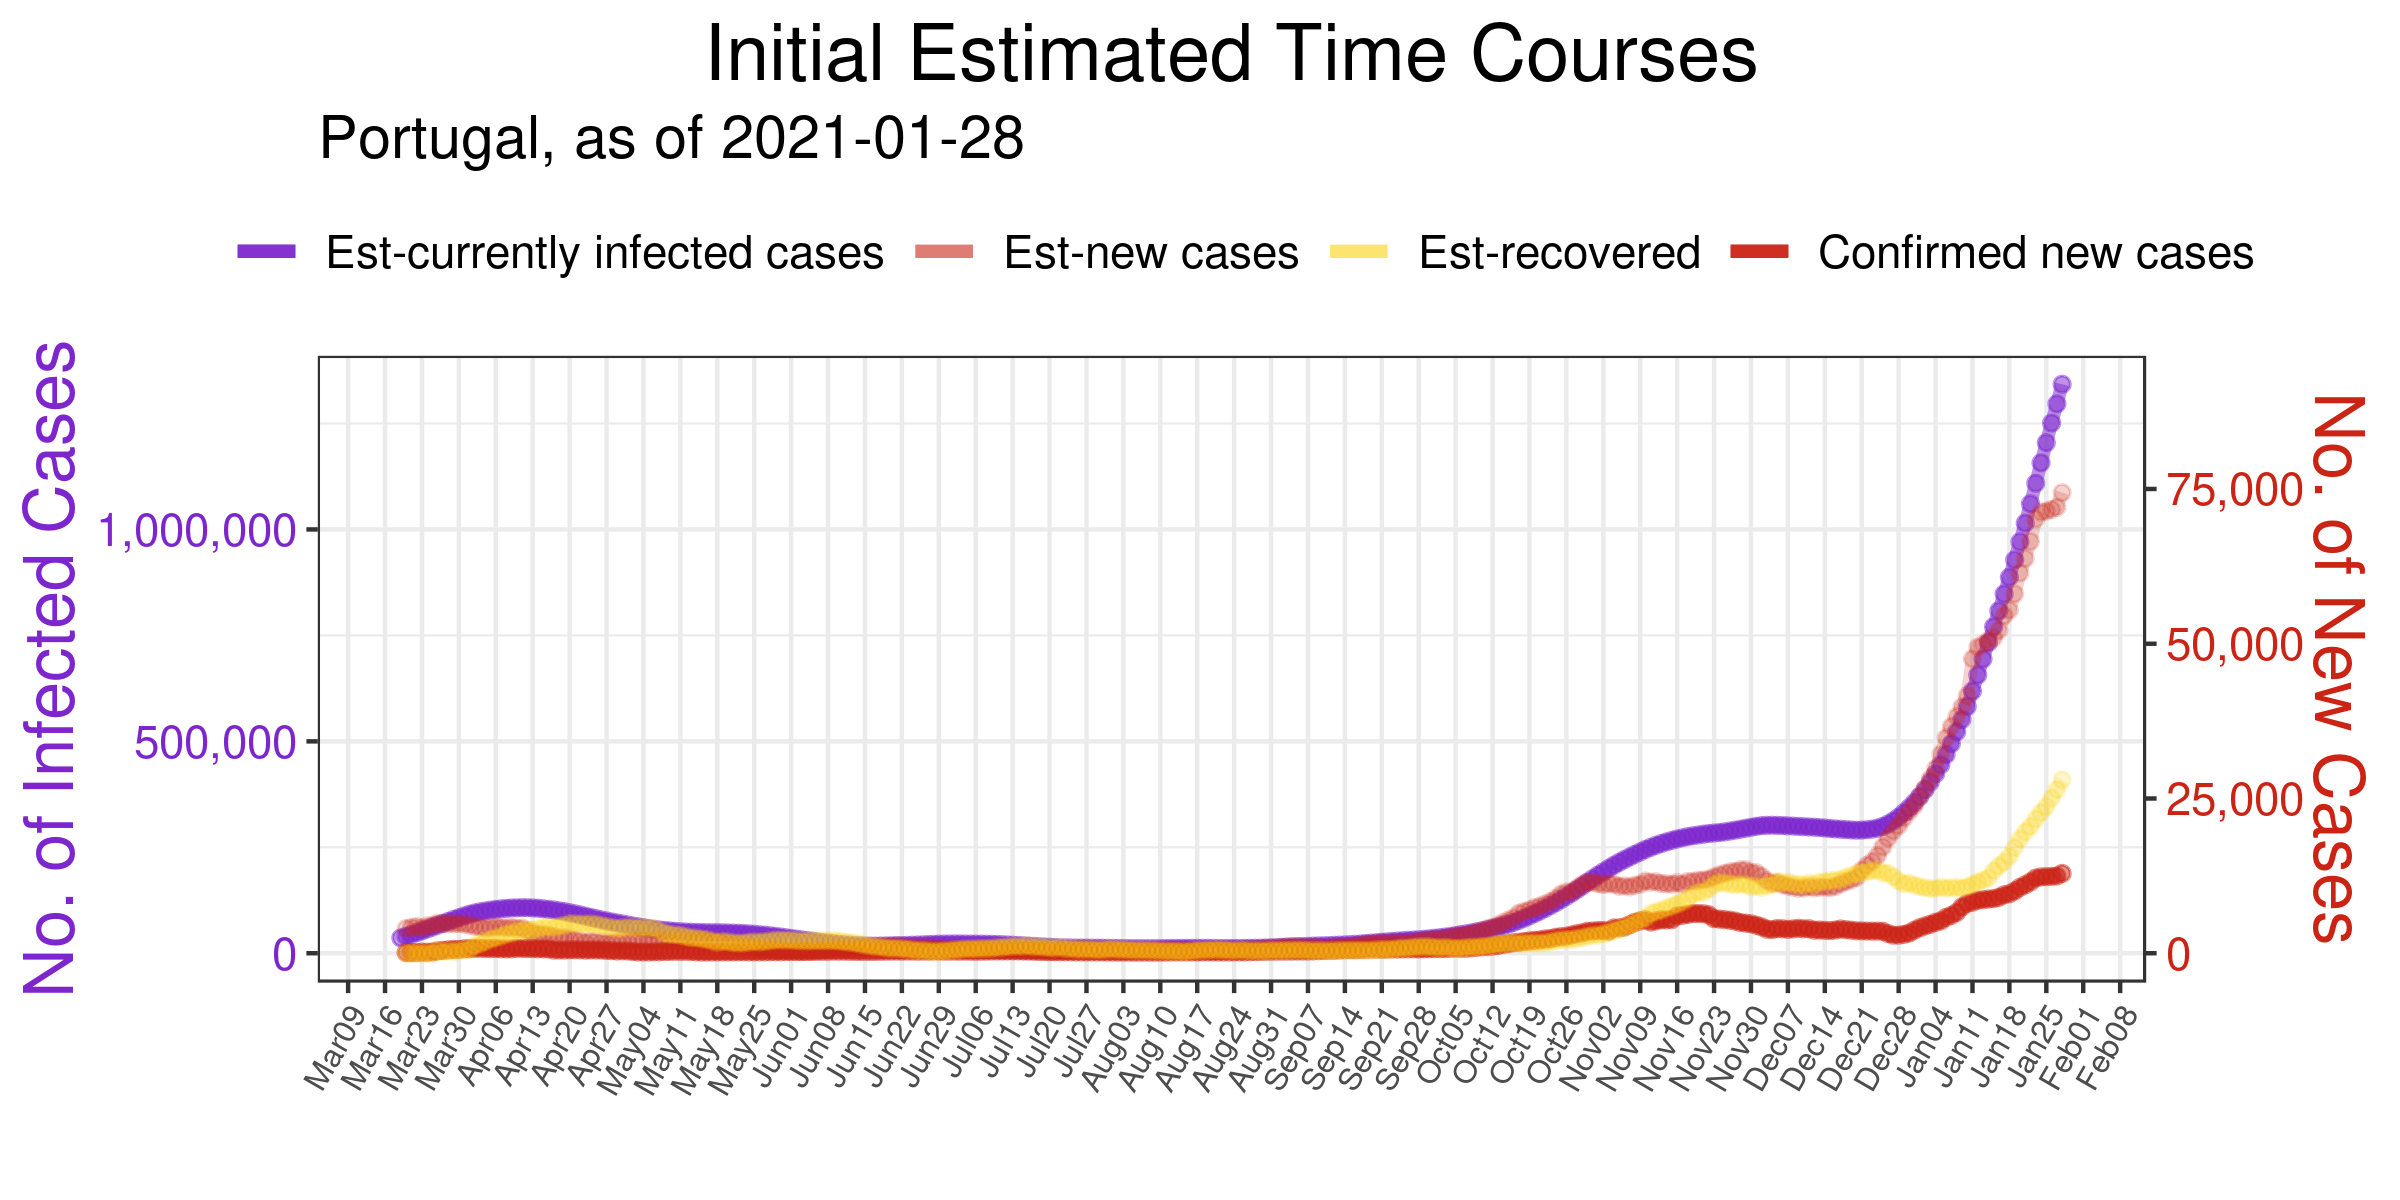 Initial Estimated Time Courses
Portugal, as of 2021-01-28
Est-currently infected cases Est-new cases Est-recovered Confirmed new cases
No. of Infected Cases
1,000,000
500,000
0
75,000
50,000
25,000
0
No. of New Cases
Mar09 Mar16 Mar23 Mar30 Apr06 Apr13 Apr20 Apr27 May04 May11 May18 May25 Jun01 Jun08 Jun15 Jun22 Jun29 Jul06 Jul13 Jul20 Jul27 Aug03 Aug10 Aug17 Aug24 Aug31 Sep07 Sep14 Sep21 Sep28 Oct05 Oct12 Oct19 Oct26 Nov02 Nov09 Nov16 Nov23 Nov30 Dec07 Dec14 Dec21 Dec28 Dec04 Jan11 Jan18 Jan25 Feb01 Feb08